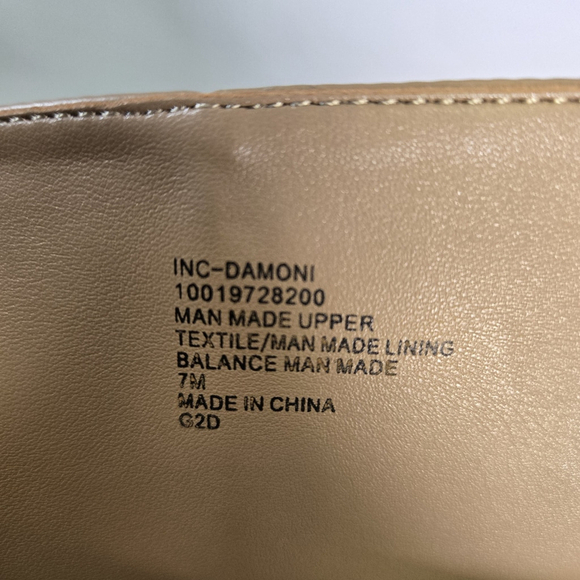 INC-DAMONI
10019728200
MAN MADE UPPER
TEXTILE/MAN MADE LINING
BALANCE MAN MADE
7M
MADE IN CHINA
G2D